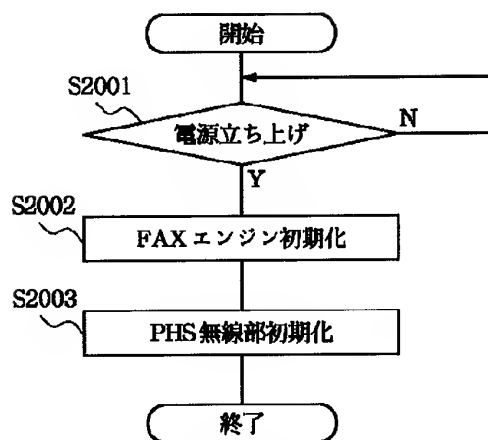 開始
S2001
電源立ち上げ
N
Y
S2002
FAXエンジン初期化
S2003
PHS無線部初期化
終了